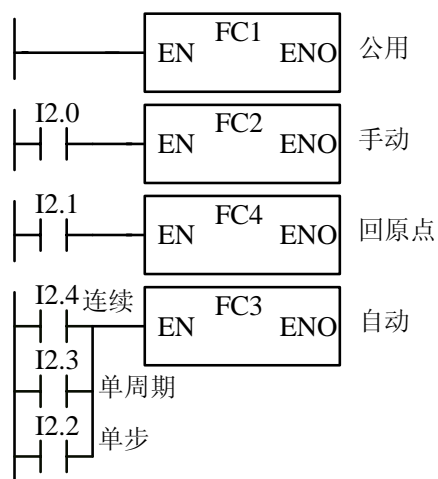 FC1
EN ENO 公用
I2.0
FC2
EN ENO 手动
I2.1
FC4
EN ENO 回原点
I2.4 连续
FC3
EN ENO 自动
I2.3
单周期
I2.2
单步